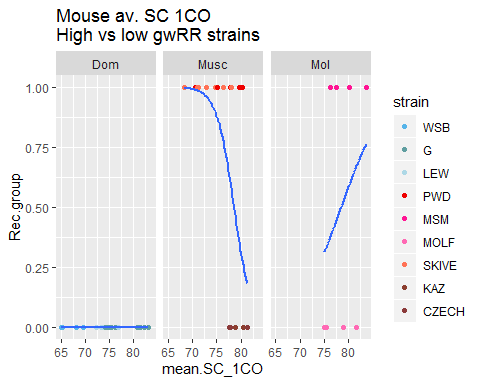 Mouse av. SC 1CO
High vs low gwRR strains
Dom
Musc
Mol
1.00
0.75
0.50
0.25
0.00
Rec.group
65 70 75 80
65 70 75 80
65 70 75 80
mean.SC_1CO
strain
WSB
G
LEW
PWD
MSM
MOLF
SKIVE
KAZ
CZECH